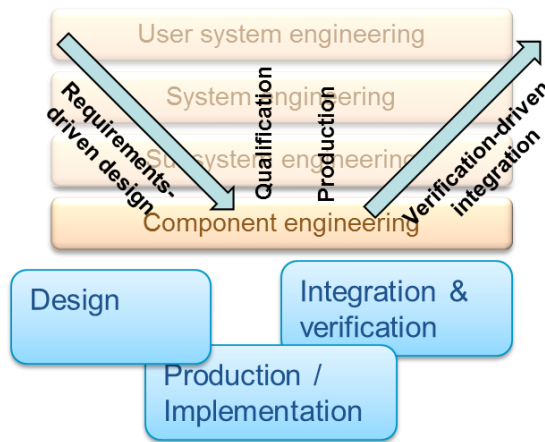 User system engineering
System engineering
Subsystem engineering
Component engineering
Requirements-
driven design
Qualification
Production
Verification-driven
integration
Design
Integration &
verification
Production /
Implementation